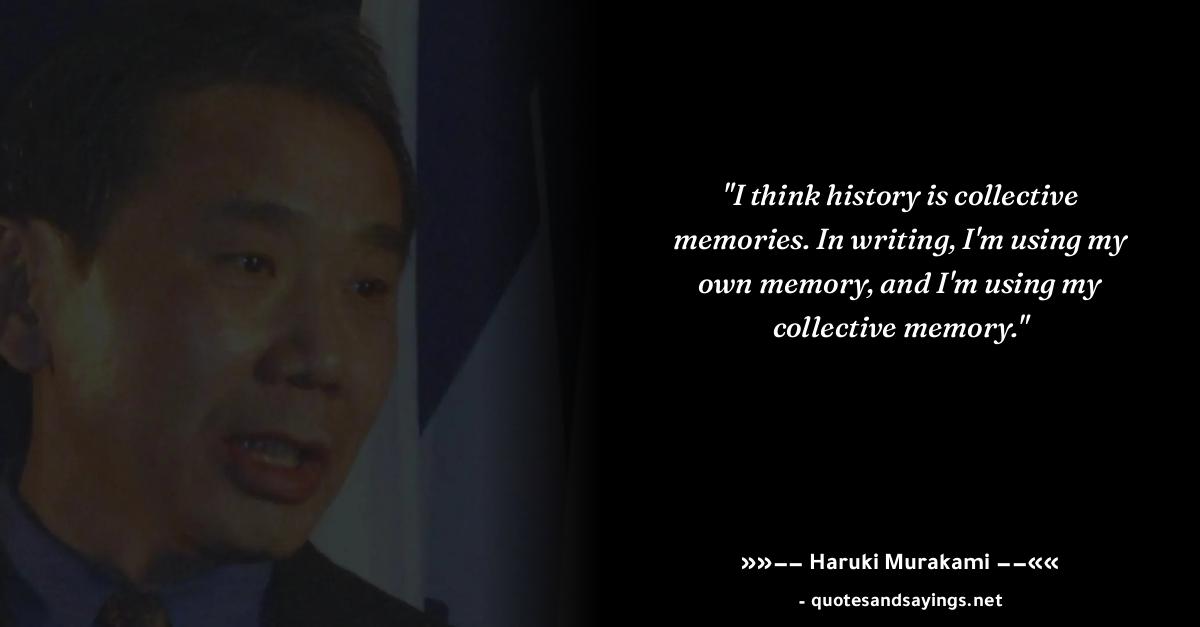 "I think history is collective
memories. In writing, I'm using my
own memory, and I'm using my
collective memory."
»»-- Haruki Murakami --««
- quotesandsayings.net